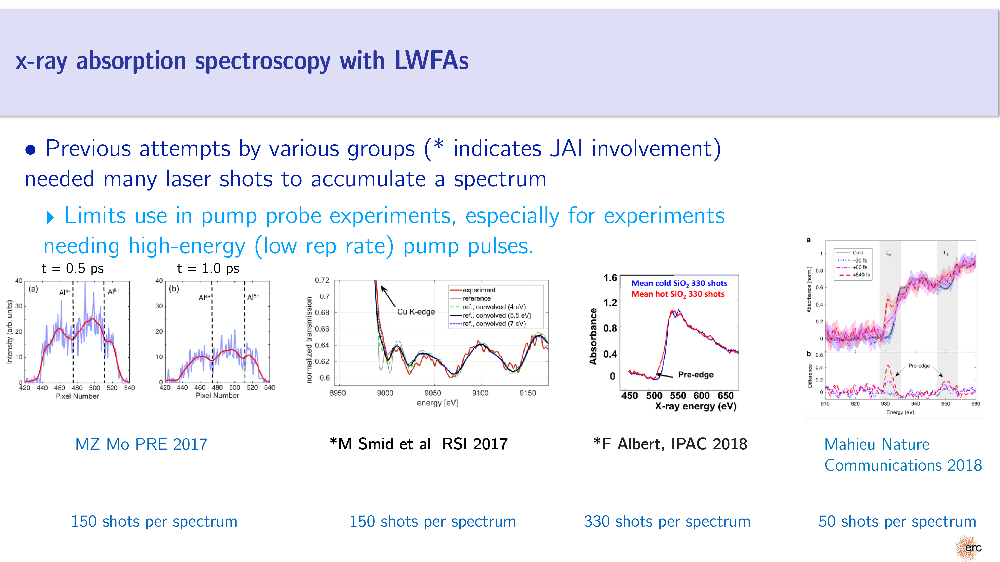 x-ray absorption spectroscopy with LWFAs
• Previous attempts by various groups (* indicates JAI involvement)
needed many laser shots to accumulate a spectrum
▸ Limits use in pump probe experiments, especially for experiments
needing high-energy (low rep rate) pump pulses.
t = 0.5 ps
40
30
20
10
0
Intensity (arb. units)
(a)
Al4+
Al5+
420 440 460 480 500 520 540
Pixel Number
t = 1.0 ps
40
30
20
10
0
(b)
Al4+
Al5+
420 440 460 480 500 520 540
Pixel Number
0.72
0.7
0.68
0.66
0.64
0.62
0.6
normalized transmission
Cu K-edge
experiment
reference
ref., convolved (4 eV)
ref., convolved (5.5 eV)
ref., convolved (7 eV)
8950 9000 9050 9100 9150
energy [eV]
1.6
1.2
0.8
0.4
0
Absorbance
Mean cold SiO2 330 shots
Mean hot SiO2 330 shots
Pre-edge
450 500 550 600 650
X-ray energy (eV)
a
1
0.8
0.6
0.4
0.2
0
Absorbance (norm.)
Cold
−30 fs
+60 fs
+640 fs
L3
L2
b
0.6
0.4
0.2
0
Difference
Pre-edge
910 920 930 940 950 960
Energy (eV)
MZ Mo PRE 2017
*M Smid et al RSI 2017
*F Albert, IPAC 2018
Mahieu Nature
Communications 2018
150 shots per spectrum
150 shots per spectrum
330 shots per spectrum
50 shots per spectrum
erc